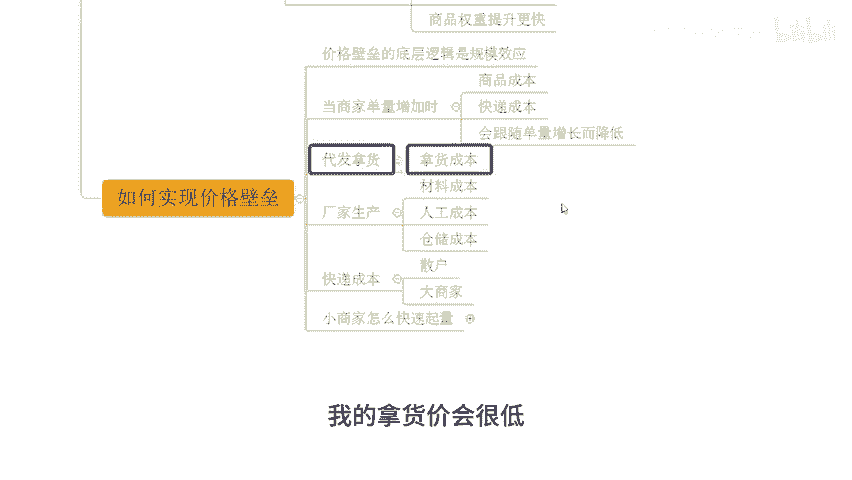 商品权重提升更快
价格壁垒的底层逻辑是规模效应
商品成本
当商家单量增加时
快递成本
会跟随单量增长而降低
代发拿货
拿货成本
如何实现价格壁垒
材料成本
厂家生产
人工成本
仓储成本
散户
快递成本
大商家
小商家怎么快速起量
我的拿货价会很低